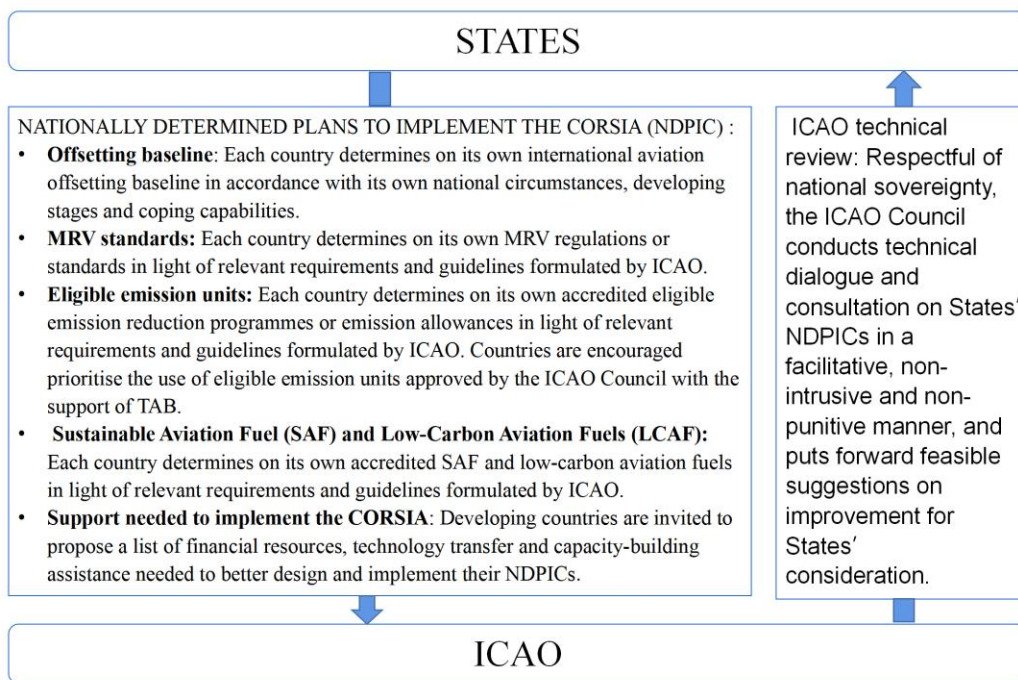 STATES
NATIONALLY DETERMINED PLANS TO IMPLEMENT THE CORSIA (NDPIC) :
• Offsetting baseline: Each country determines on its own international aviation
offsetting baseline in accordance with its own national circumstances, developing
stages and coping capabilities.
• MRV standards: Each country determines on its own MRV regulations or
standards in light of relevant requirements and guidelines formulated by ICAO.
• Eligible emission units: Each country determines on its own accredited eligible
emission reduction programmes or emission allowances in light of relevant
requirements and guidelines formulated by ICAO. Countries are encouraged
prioritise the use of eligible emission units approved by the ICAO Council with the
support of TAB.
• Sustainable Aviation Fuel (SAF) and Low-Carbon Aviation Fuels (LCAF):
Each country determines on its own accredited SAF and low-carbon aviation fuels
in light of relevant requirements and guidelines formulated by ICAO.
• Support needed to implement the CORSIA: Developing countries are invited to
propose a list of financial resources, technology transfer and capacity-building
assistance needed to better design and implement their NDPICs.
ICAO technical
review: Respectful of
national sovereignty,
the ICAO Council
conducts technical
dialogue and
consultation on States'
NDPICs in a
facilitative, non-
intrusive and non-
punitive manner, and
puts forward feasible
suggestions on
improvement for
States'
consideration.
ICAO